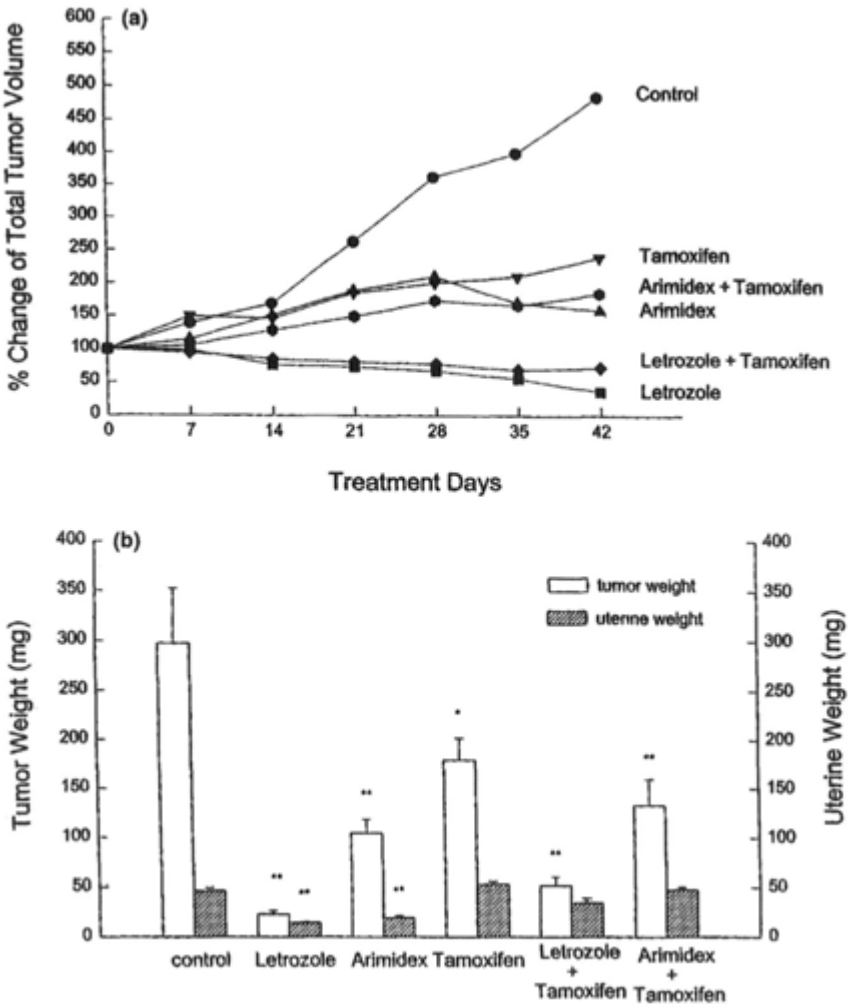 (a)
% Change of Total Tumor Volume
600
550
500
450
400
350
300
250
200
150
100
50
0
Control
Tamoxifen
Arimidex + Tamoxifen
Arimidex
Letrozole + Tamoxifen
Letrozole
0 7 14 21 28 35 42
Treatment Days
(b)
Tumor Weight (mg)
400
350
300
250
200
150
100
50
0
tumor weight
uterine weight
**
**
**
**
*
**
**
400
350
300
250
200
150
100
50
0
Uterine Weight (mg)
control
Letrozole
Arimidex
Tamoxifen
Letrozole
+
Tamoxifen
Arimidex
+
Tamoxifen